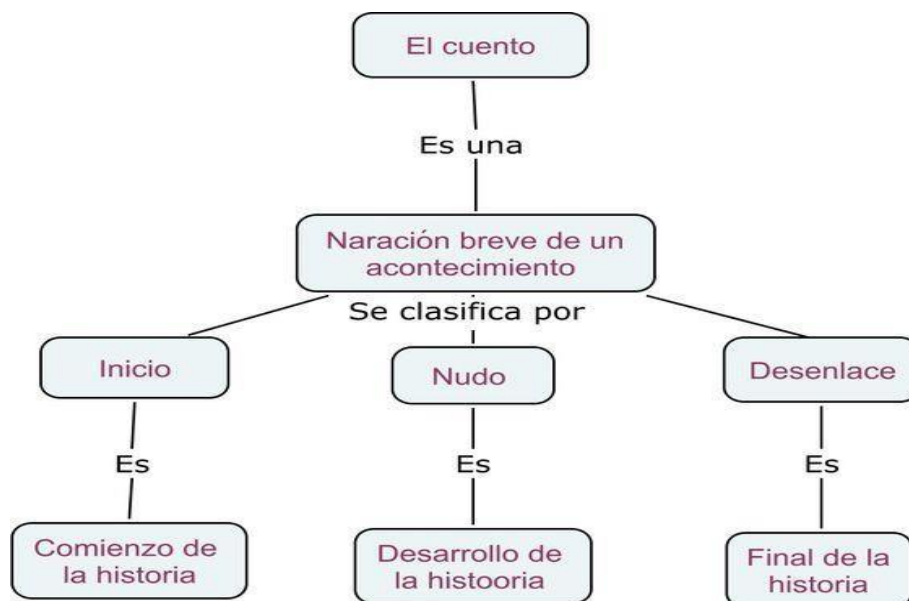 El cuento
Es una
Naración breve de un
acontecimiento
Se clasifica por
Inicio
Nudo
Desenlace
Es
Es
Es
Comienzo de
la historia
Desarrollo de
la histooria
Final de la
historia